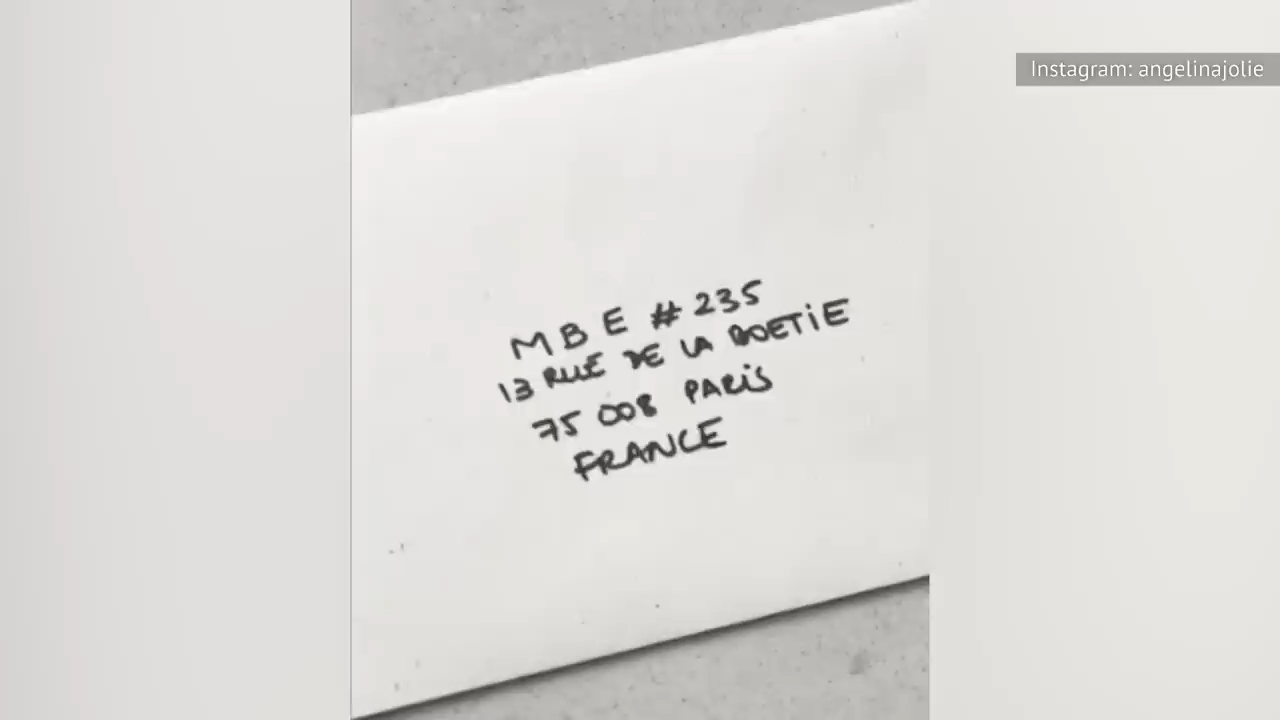 Instagram: angelinajolie
MBE #235
13 RUE DE LA BOETIE
75 008 PARIS
FRANCE